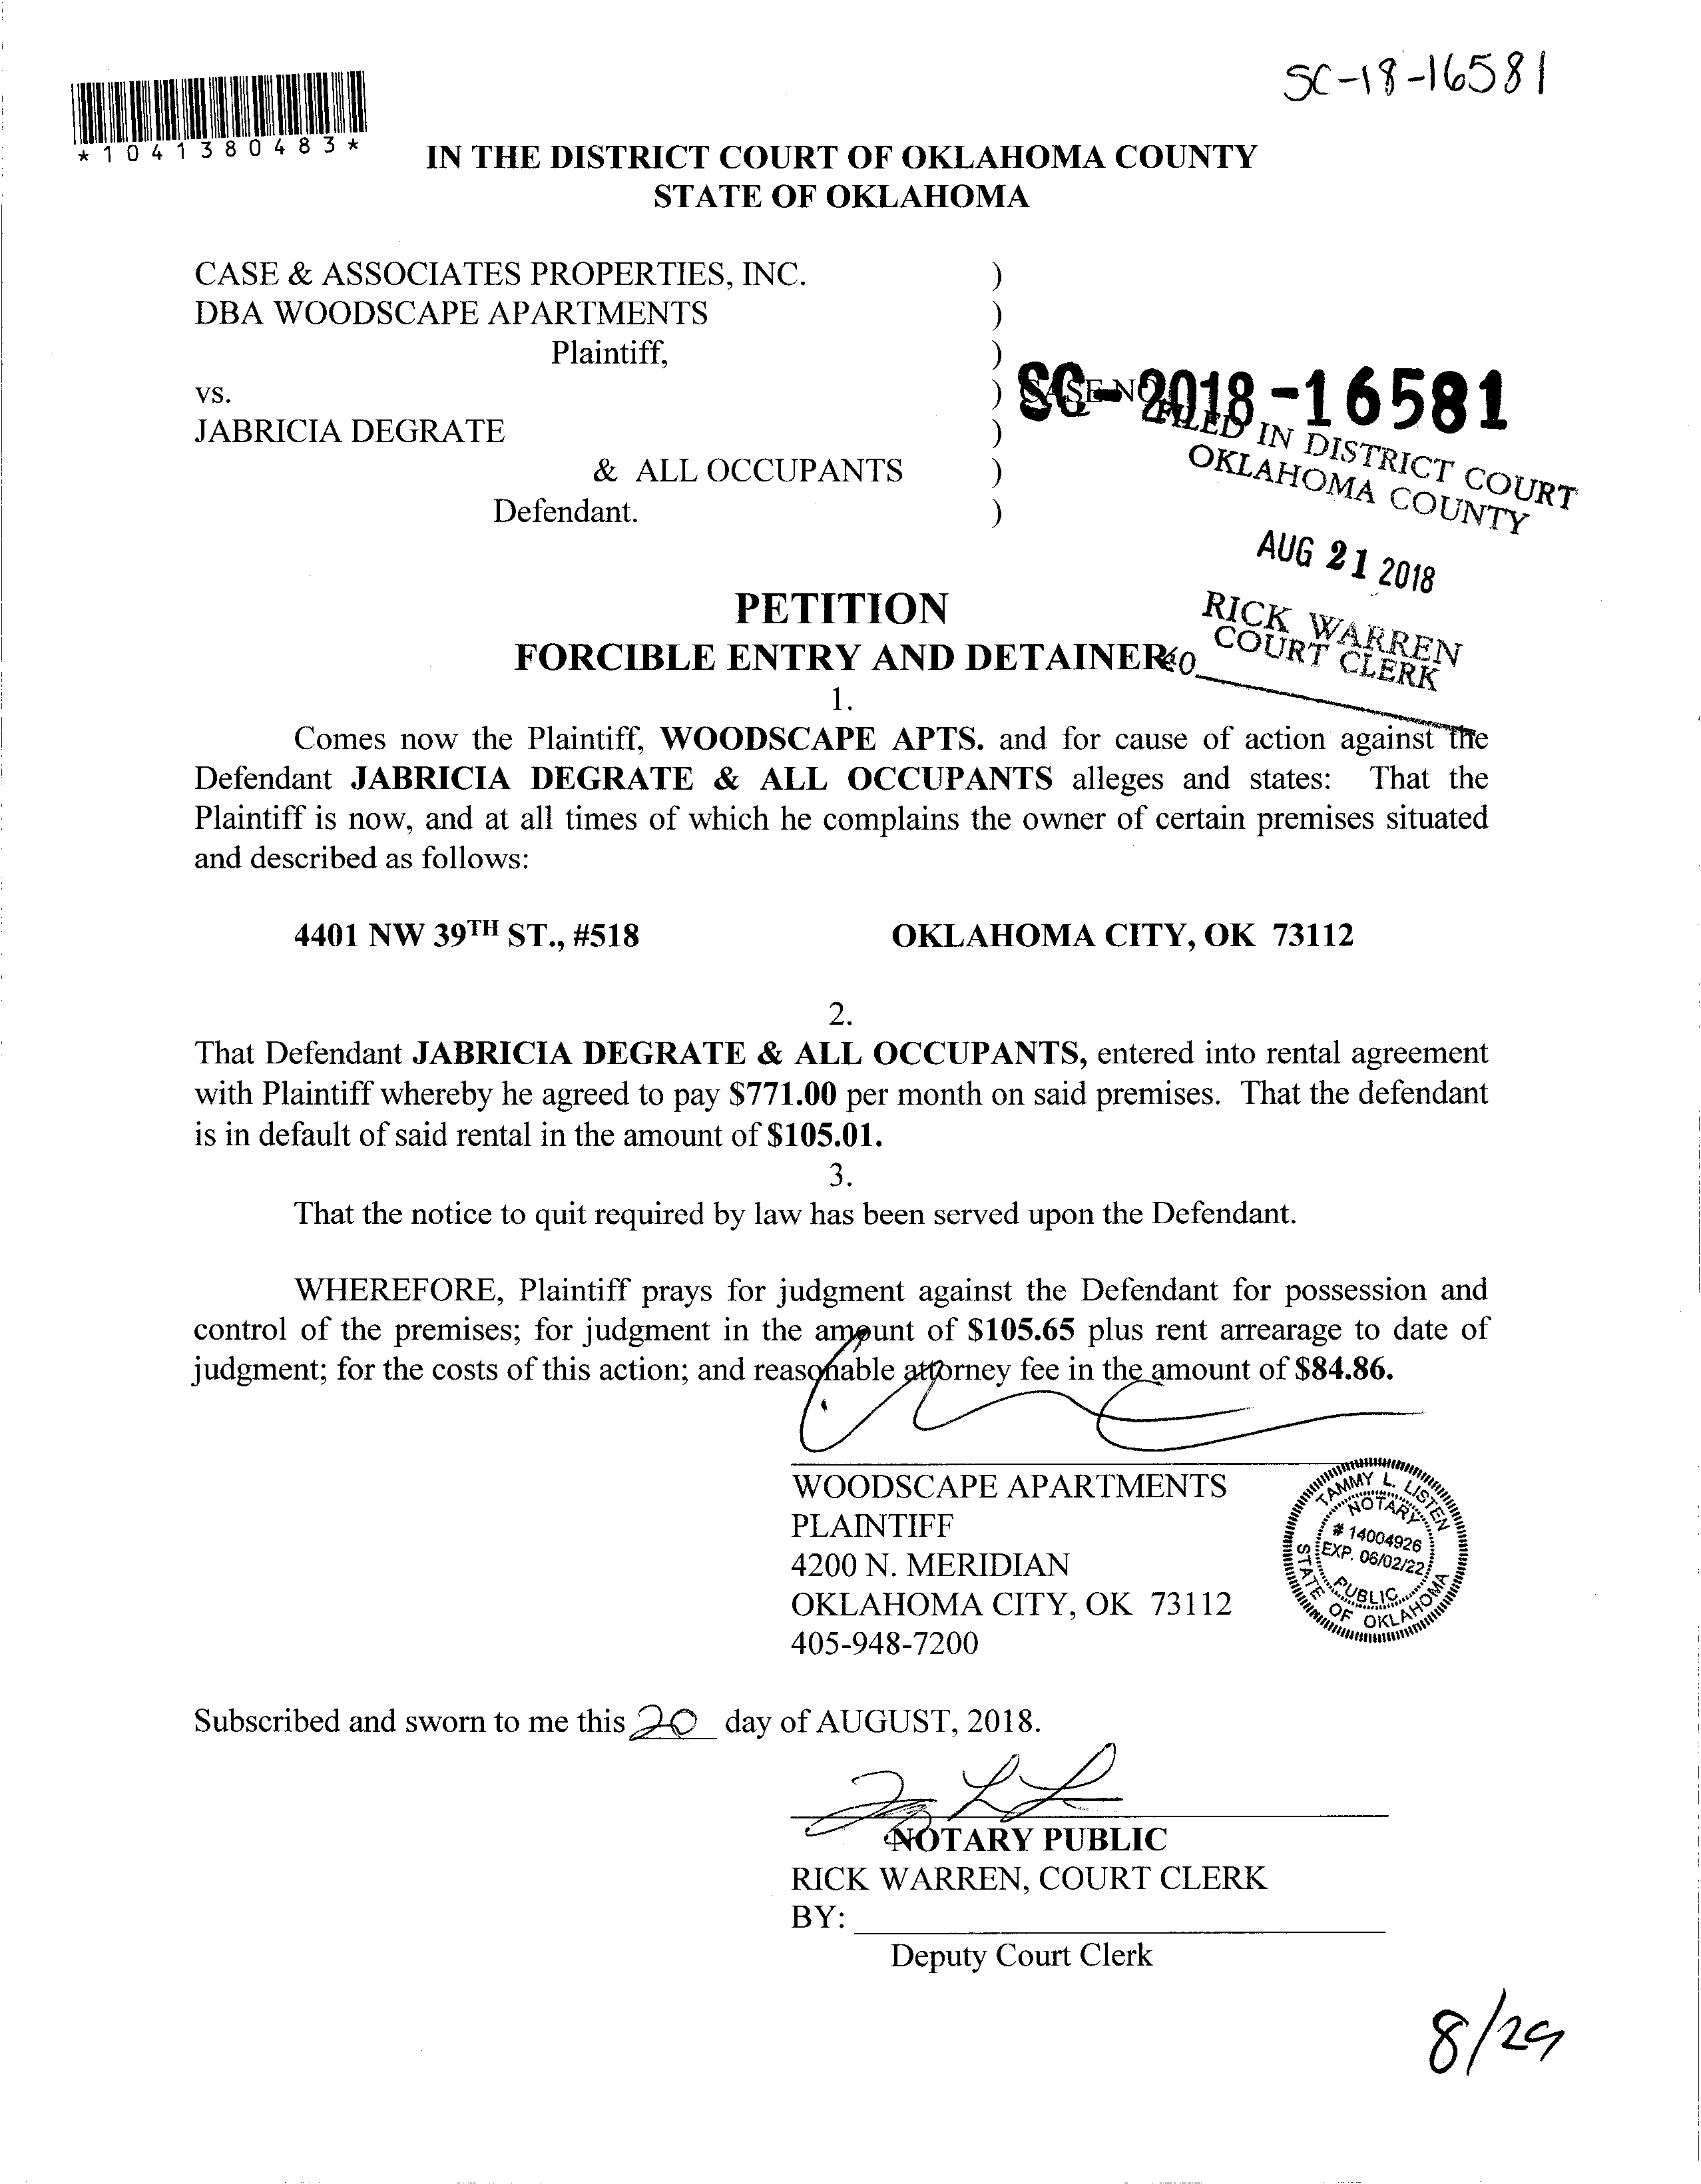 SC-18-16581
*1041380483*
IN THE DISTRICT COURT OF OKLAHOMA COUNTY
STATE OF OKLAHOMA
CASE & ASSOCIATES PROPERTIES, INC. )
DBA WOODSCAPE APARTMENTS )
Plaintiff, )
vs. ) CASE NO
SC-2018-16581
JABRICIA DEGRATE )
& ALL OCCUPANTS )
Defendant. )
FILED IN DISTRICT COURT
OKLAHOMA COUNTY
AUG 21 2018
RICK WARREN
COURT CLERK
40
PETITION
FORCIBLE ENTRY AND DETAINER
1.
Comes now the Plaintiff, WOODSCAPE APTS. and for cause of action against the
Defendant JABRICIA DEGRATE & ALL OCCUPANTS alleges and states: That the
Plaintiff is now, and at all times of which he complains the owner of certain premises situated
and described as follows:
4401 NW 39TH ST., #518 OKLAHOMA CITY, OK 73112
2.
That Defendant JABRICIA DEGRATE & ALL OCCUPANTS, entered into rental agreement
with Plaintiff whereby he agreed to pay $771.00 per month on said premises. That the defendant
is in default of said rental in the amount of $105.01.
3.
That the notice to quit required by law has been served upon the Defendant.
WHEREFORE, Plaintiff prays for judgment against the Defendant for possession and
control of the premises; for judgment in the amount of $105.65 plus rent arrearage to date of
judgment; for the costs of this action; and reasonable attorney fee in the amount of $84.86.
WOODSCAPE APARTMENTS
PLAINTIFF
4200 N. MERIDIAN
OKLAHOMA CITY, OK 73112
405-948-7200
TAMMY L. LISTEN
NOTARY
# 14004926
EXP. 06/02/22
PUBLIC
STATE OF OKLAHOMA
Subscribed and sworn to me this 20 day of AUGUST, 2018.
NOTARY PUBLIC
RICK WARREN, COURT CLERK
BY:
Deputy Court Clerk
8/29